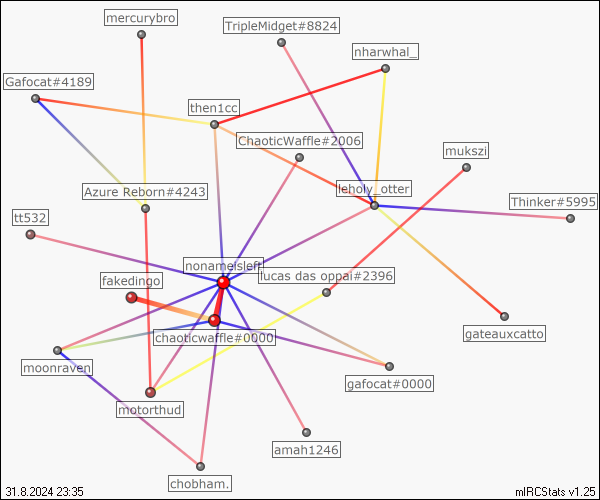 mercurybro
TripleMidget#8824
nharwhal_
Gafocat#4189
then1cc
ChaoticWaffle#2006
mukszi
Azure Reborn#4243
leholy_otter
Thinker#5995
tt532
nonameisleft
lucas das oppai#2396
fakedingo
chaoticwaffle#0000
gateauxcatto
moonraven
gafocat#0000
motorthud
amah1246
chobham.
31.8.2024 23:35
mIRCStats v1.25